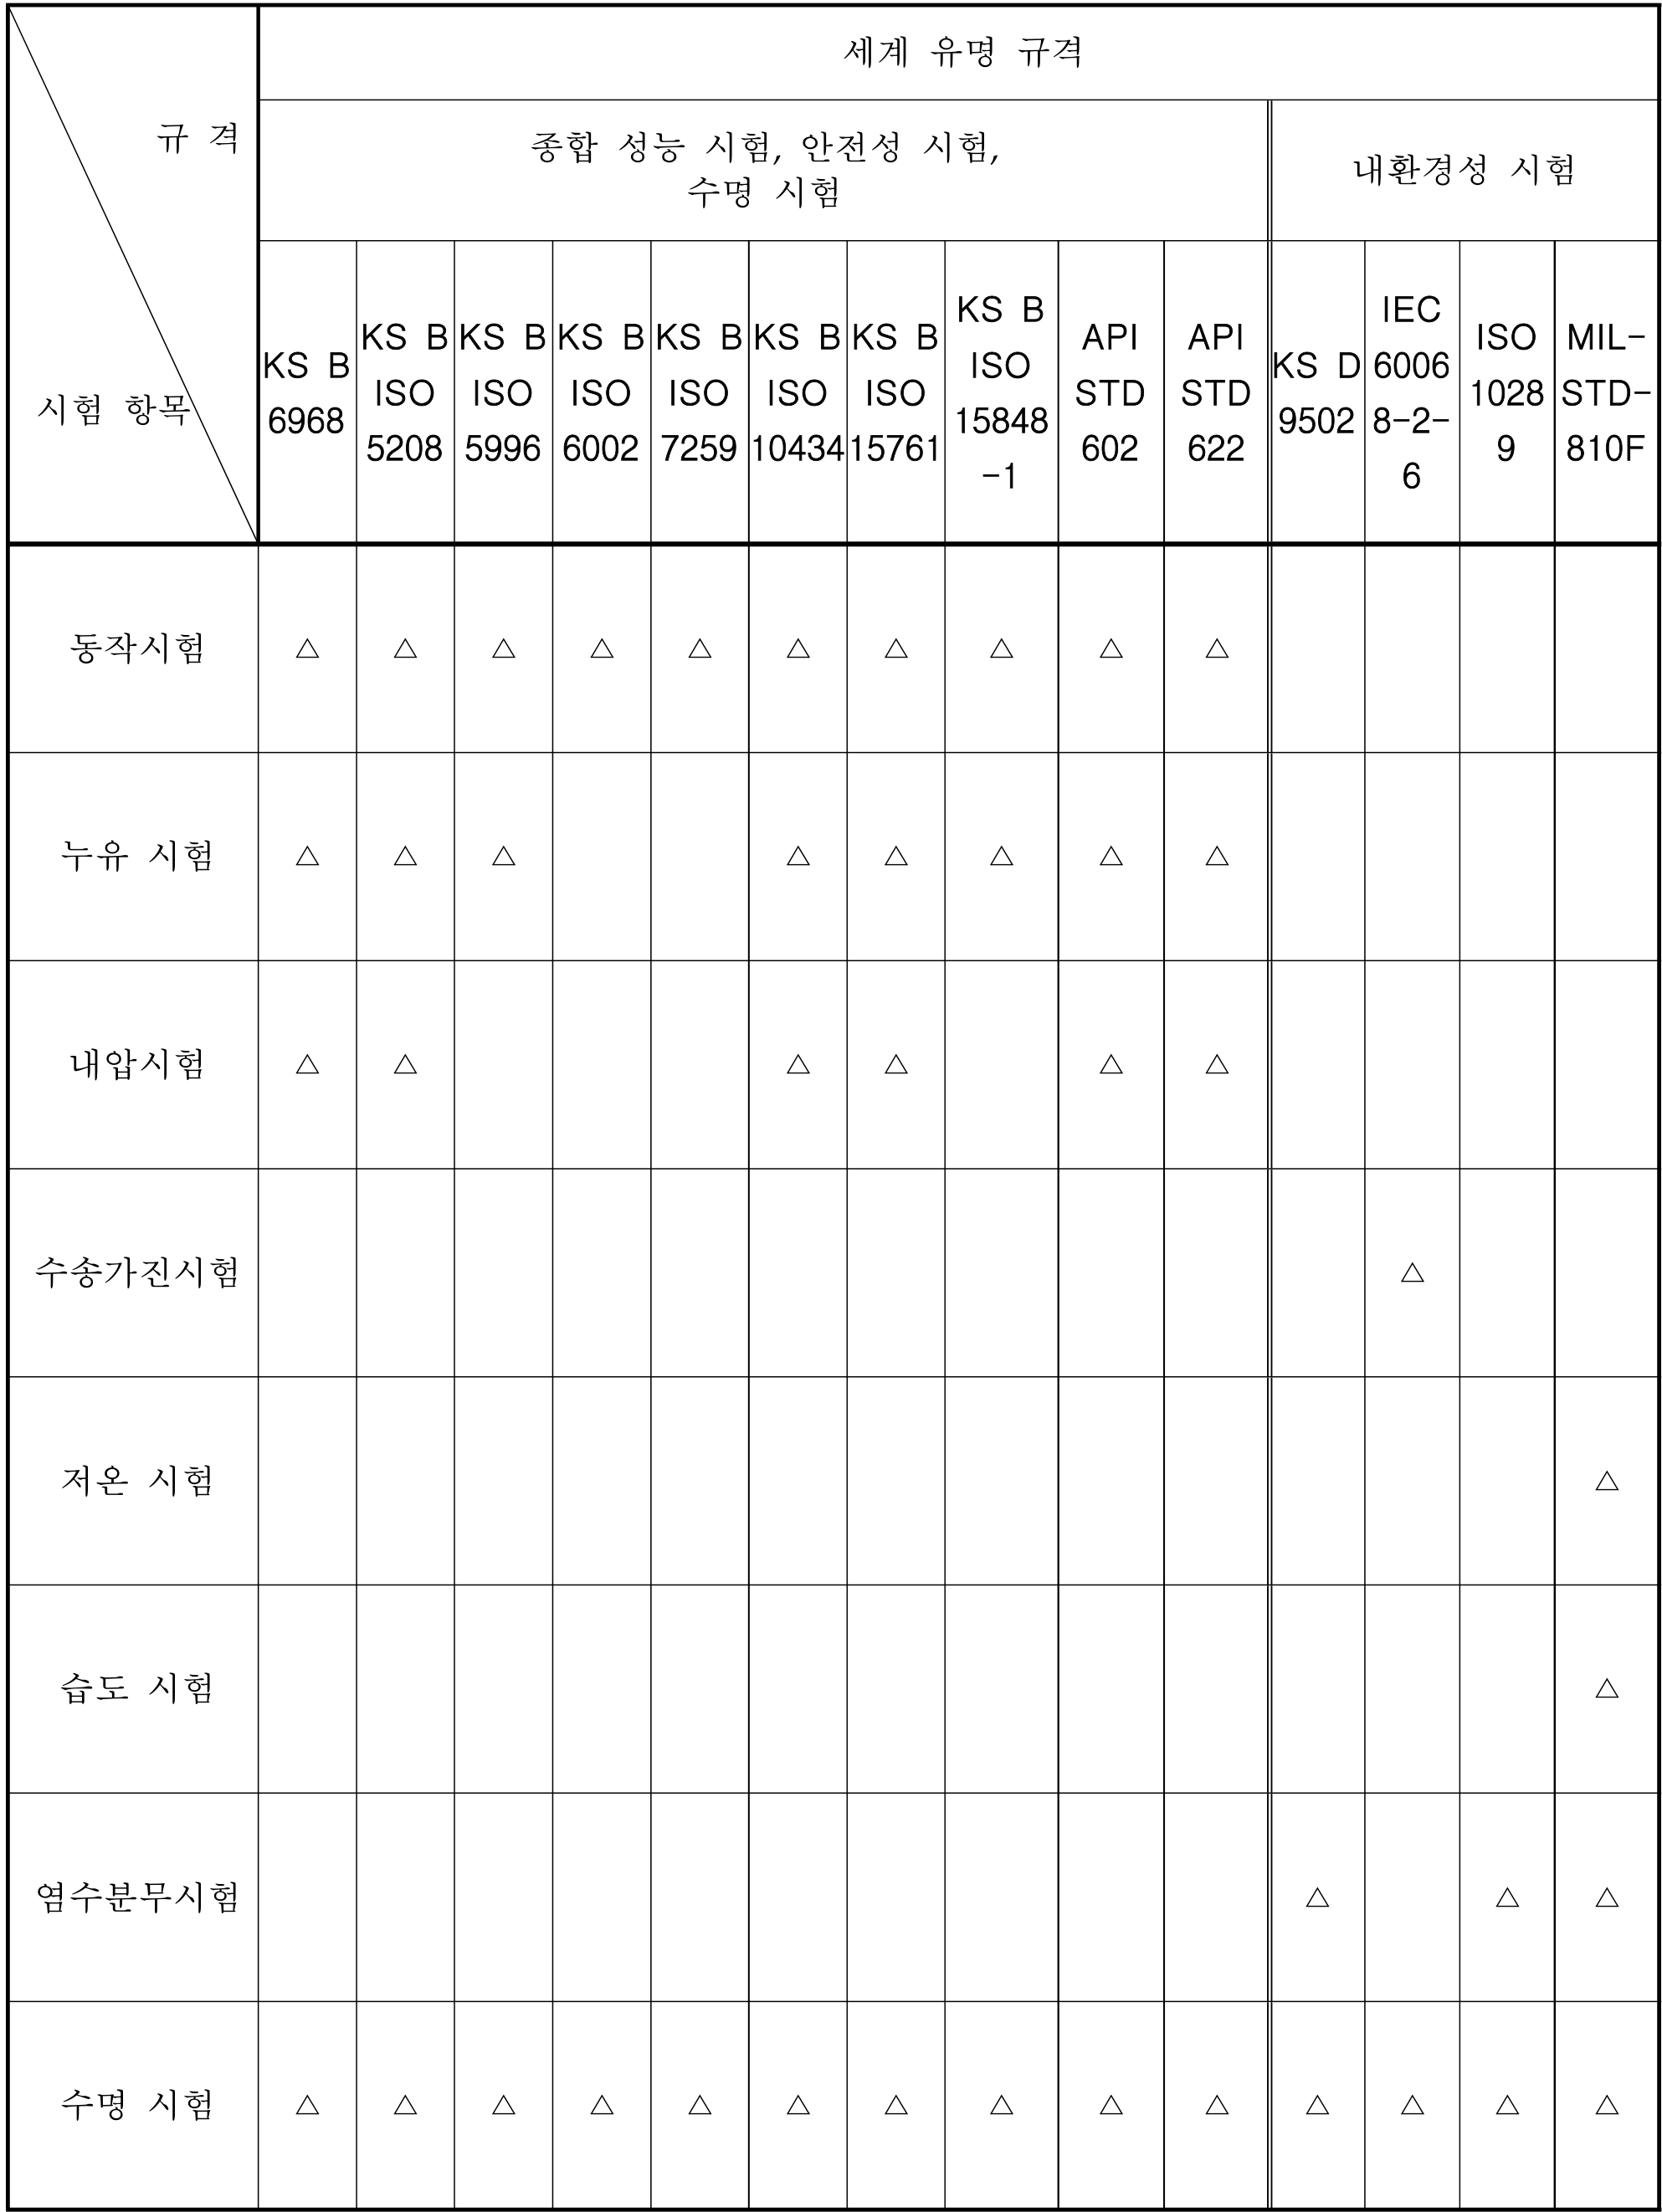 세계 유명 규격
규 격
종합 성능 시험, 안전성 시험,
수명 시험
내환경성 시험
시험 항목
KS B
6968
KS B
ISO
5208
KS B
ISO
5996
KS B
ISO
6002
KS B
ISO
7259
KS B
ISO
10434
KS B
ISO
15761
KS B
ISO
15848
-1
API
STD
602
API
STD
622
KS D
9502
IEC
6006
8-2-
6
ISO
1028
9
MIL-
STD-
810F
동작시험 △ △ △ △ △ △ △ △ △ △
누유 시험 △ △ △ △ △ △ △ △
내압시험 △ △ △ △ △ △
수송가진시험 △
저온 시험 △
습도 시험 △
염수분무시험 △ △ △
수명 시험 △ △ △ △ △ △ △ △ △ △ △ △ △ △